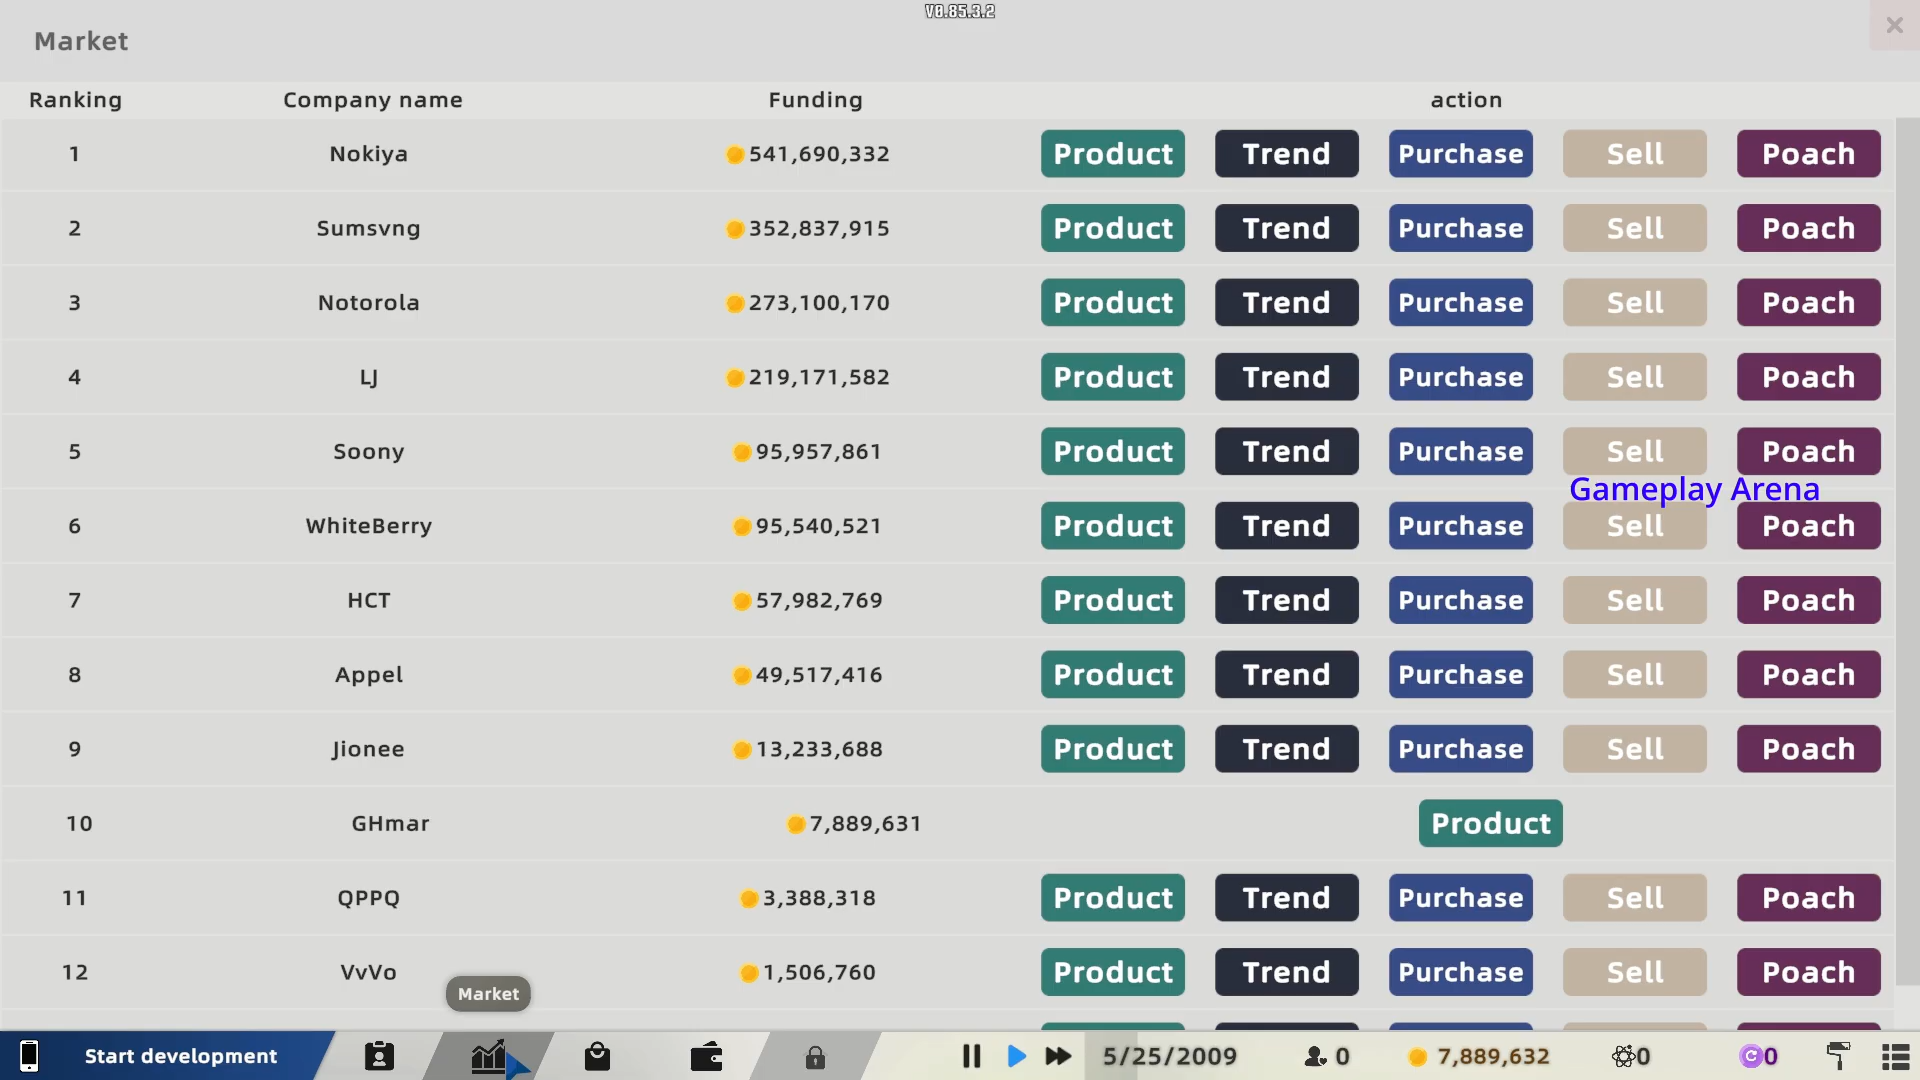 V0.85.3.2
Market
Ranking Company name Funding action
1 Nokiya 541,690,332 Product Trend Purchase Sell Poach
2 Sumsvng 352,837,915 Product Trend Purchase Sell Poach
3 Notorola 273,100,170 Product Trend Purchase Sell Poach
4 LJ 219,171,582 Product Trend Purchase Sell Poach
5 Soony 95,957,861 Product Trend Purchase Sell Poach
Gameplay Arena
6 WhiteBerry 95,540,521 Product Trend Purchase Sell Poach
7 HCT 57,982,769 Product Trend Purchase Sell Poach
8 Appel 49,517,416 Product Trend Purchase Sell Poach
9 Jionee 13,233,688 Product Trend Purchase Sell Poach
10 GHmar 7,889,631 Product
11 QPPQ 3,388,318 Product Trend Purchase Sell Poach
12 VvVo 1,506,760 Product Trend Purchase Sell Poach
Market
Start development 5/25/2009 0 7,889,632 0 0